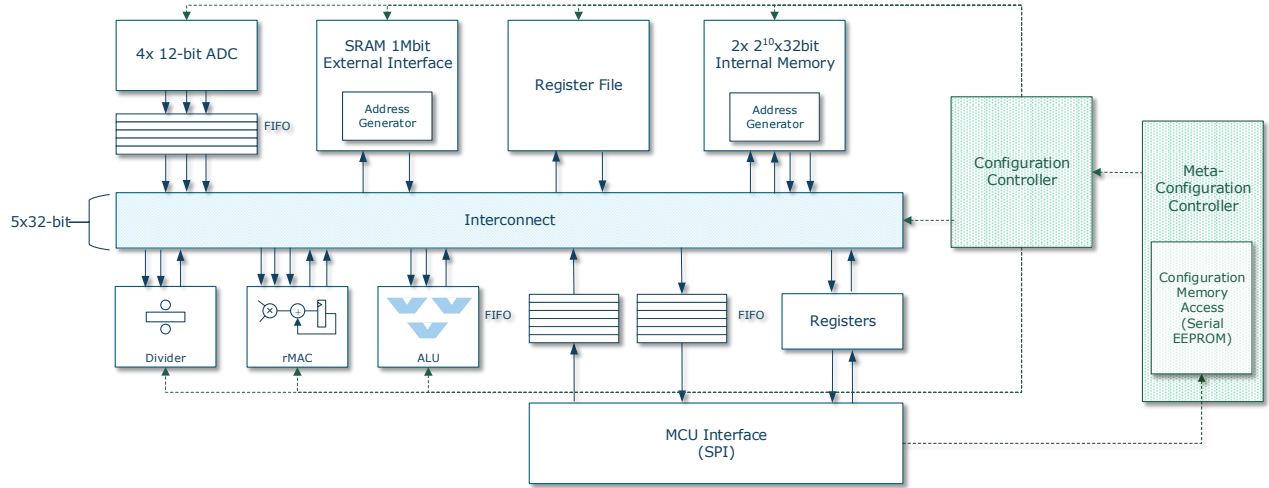 4x 12-bit ADC
SRAM 1Mbit
External Interface
Address
Generator
Register File
2x 2¹⁰x32bit
Internal Memory
Address
Generator
FIFO
Configuration
Controller
Meta-
Configuration
Controller
5x32-bit
Interconnect
Configuration
Memory
Access
(Serial
EEPROM)
Divider
+
rMAC
ALU
FIFO
FIFO
Registers
MCU Interface
(SPI)